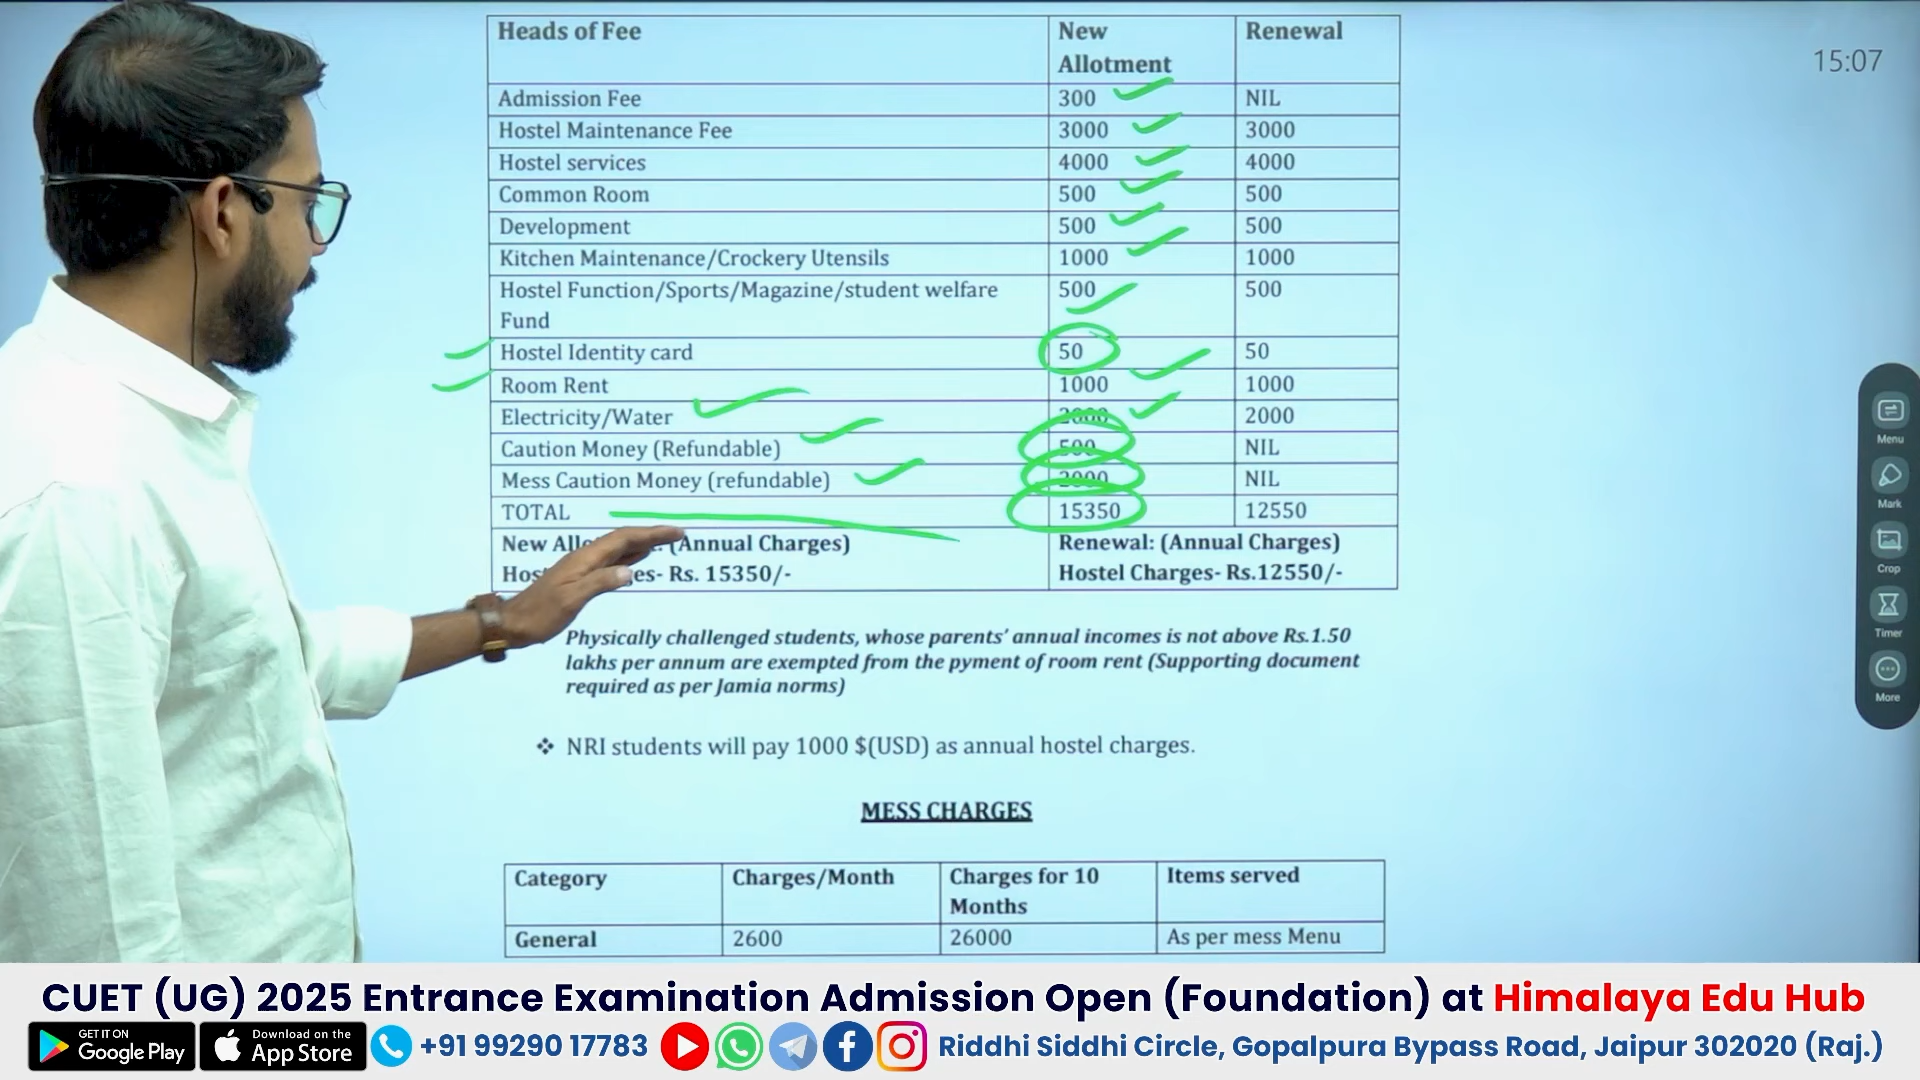 15:07
Heads of Fee New Renewal
Allotment
Admission Fee 300 NIL
Hostel Maintenance Fee 3000 3000
Hostel services 4000 4000
Common Room 500 500
Development 500 500
Kitchen Maintenance/Crockery Utensils 1000 1000
Hostel Function/Sports/Magazine/student welfare 500 500
Fund
Hostel Identity card 50 50
Room Rent 1000 1000
Electricity/Water 2000 2000
Caution Money (Refundable) 500 NIL
Mess Caution Money (refundable) 2000 NIL
TOTAL 15350 12550
New (Annual Charges) Renewal: (Annual Charges)
Rs. 15350/- Hostel Charges- Rs.12550/-
Physically challenged students, whose parents' annual incomes is not above Rs.1.50
lakhs per annum are exempted from the pyment of room rent (Supporting document
required as per Jamia norms)
❖ NRI students will pay 1000 $(USD) as annual hostel charges.
MESS CHARGES
Category Charges/Month Charges for 10 Items served
Months
General 2600 26000 As per mess Menu
Menu
Mark
Crop
Timer
More
CUET (UG) 2025 Entrance Examination Admission Open (Foundation) at Himalaya Edu Hub
GET IT ON
Google Play
Download on the
App Store
+91 99290 17783
Riddhi Siddhi Circle, Gopalpura Bypass Road, Jaipur 302020 (Raj.)